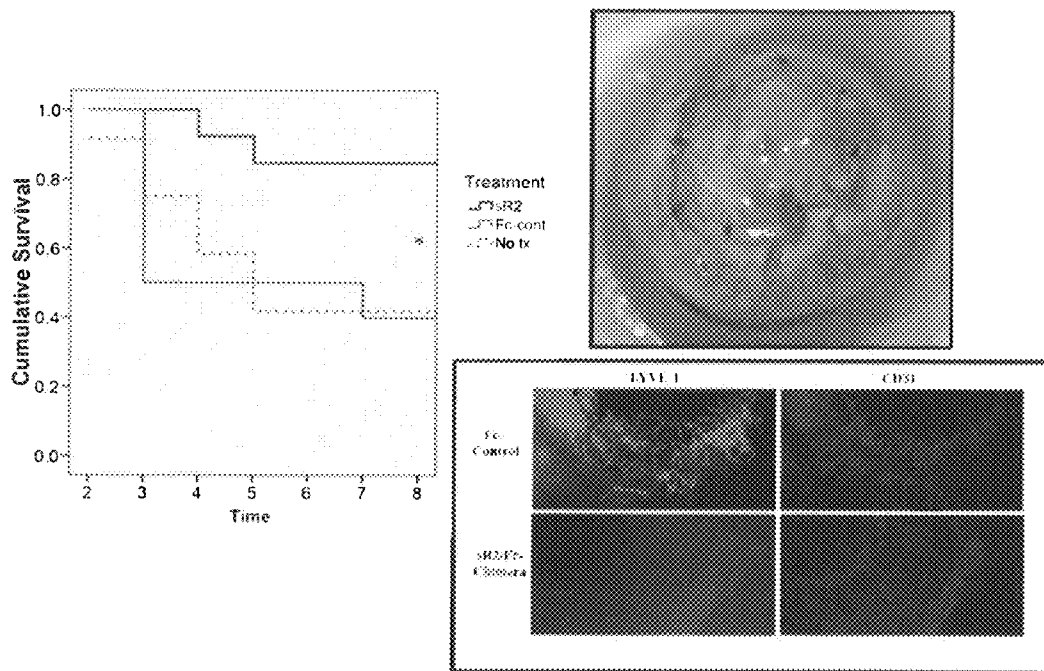 Cumulative Survival
1.0
0.8
0.6
0.4
0.2
0.0
*
2 3 4 5 6 7 8
Time
Treatment
sR2
Fc-cont
No tx
LYVE 1
CD31
Fc-
Control
sR2/Fc-
Chimera